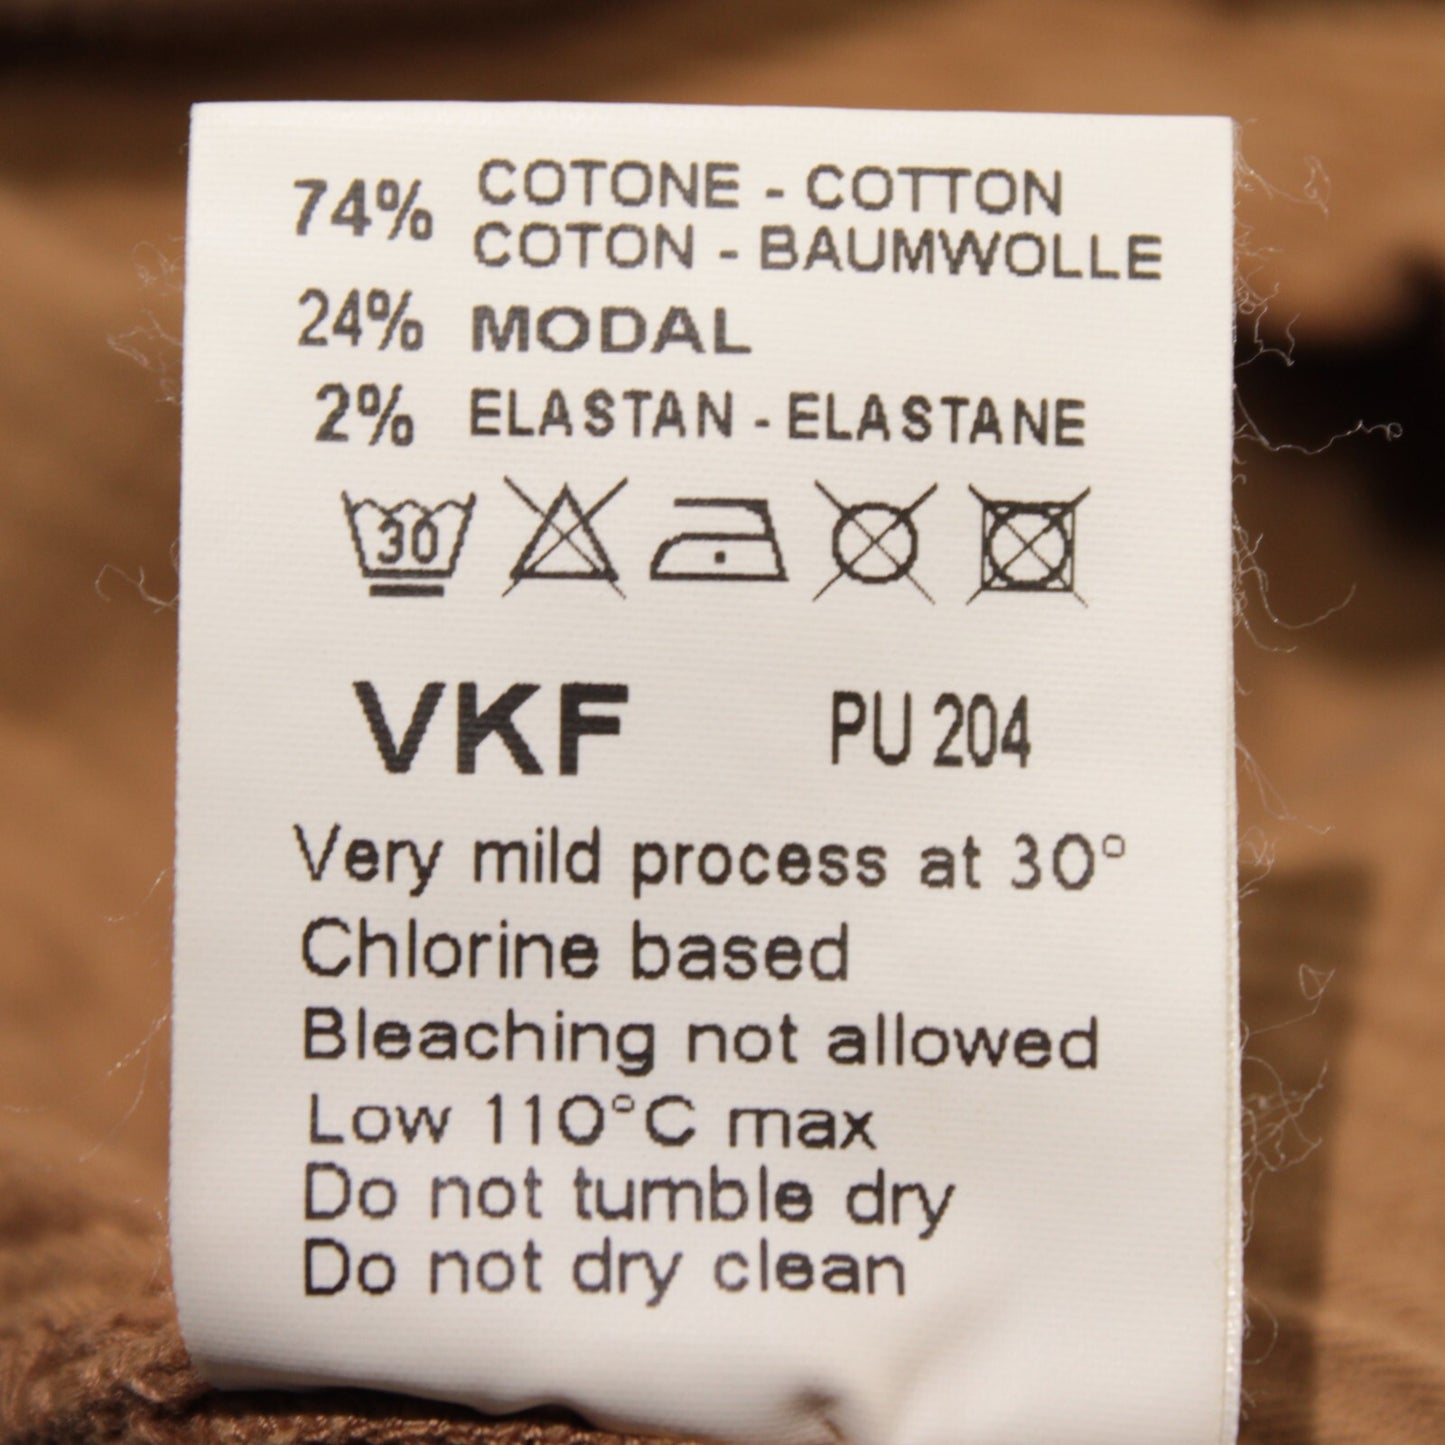 74% COTONE - COTTON
COTON - BAUMWOLLE
24% MODAL
2% ELASTAN - ELASTANE
30
VKF PU 204
Very mild process at 30°
Chlorine based
Bleaching not allowed
Low 110°C max
Do not tumble dry
Do not dry clean